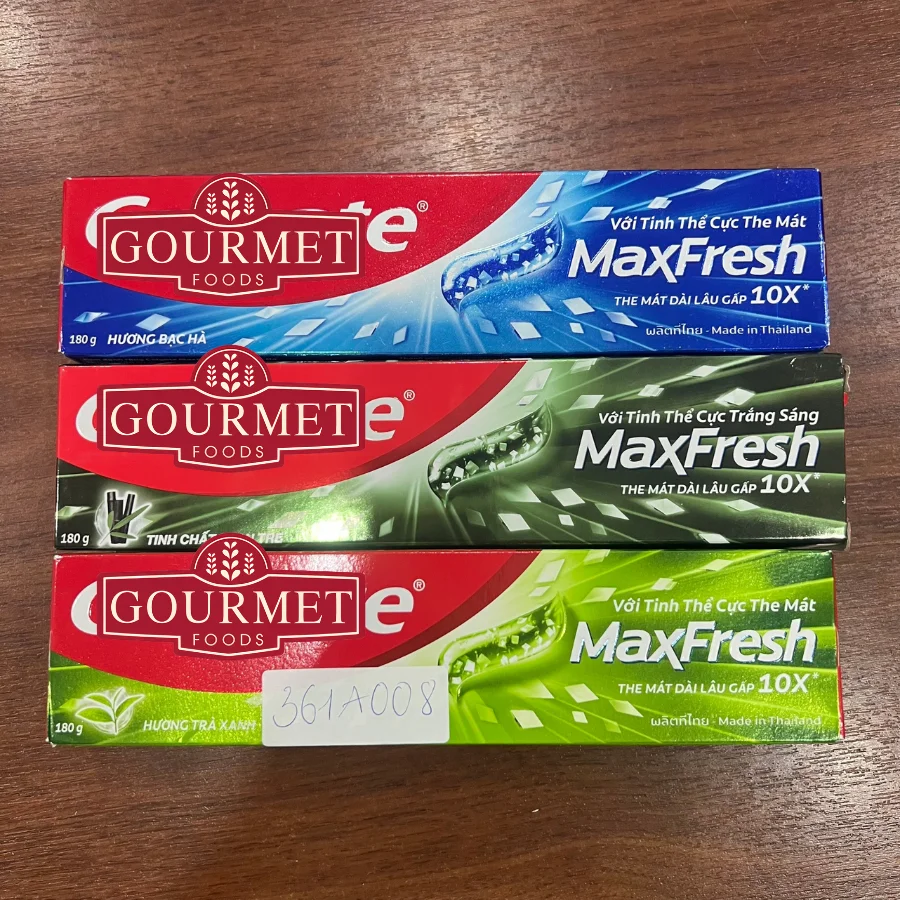 GOURMET
FOODS
te®
Với Tinh Thể Cực The Mát
MaxFresh
THE MÁT DÀI LÂU GẤP 10X*
ผลิตที่ไทย - Made in Thailand
180 g HƯƠNG BẠC HÀ
GOURMET
FOODS
e®
Với Tinh Thể Cực Trắng Sáng
MaxFresh
THE MÁT DÀI LÂU GẤP 10X*
180 g TINH CHẤT
GOURMET
FOODS
e®
Với Tinh Thể Cực The Mát
MaxFresh
THE MÁT DÀI LÂU GẤP 10X*
ผลิตที่ไทย - Made in Thailand
180 g HƯƠNG TRÀ XANH
361A008